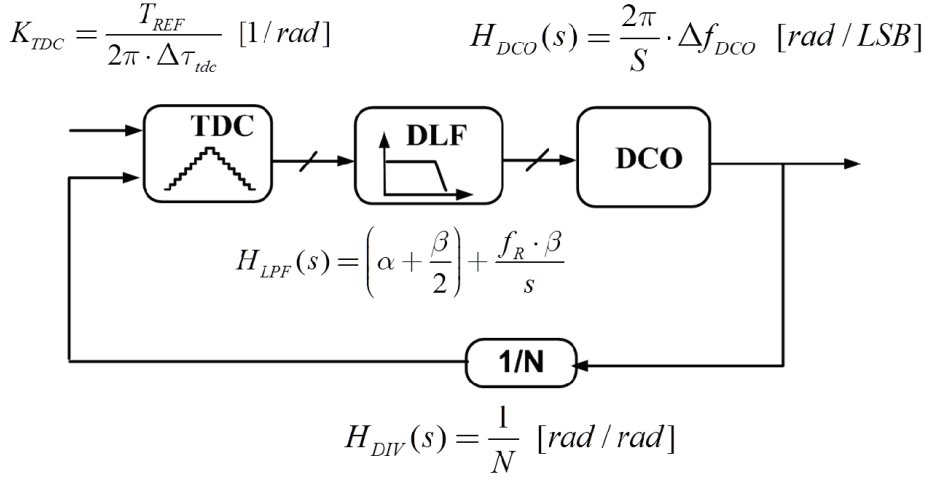 K_TDC = T_REF / (2π · Δτ_tdc) [1/rad]
H_DCO(s) = 2π/S · Δf_DCO [rad / LSB]
TDC
DLF
DCO
H_LPF(s) = (α + β/2) + (f_R · β)/s
1/N
H_DIV(s) = 1/N [rad / rad]